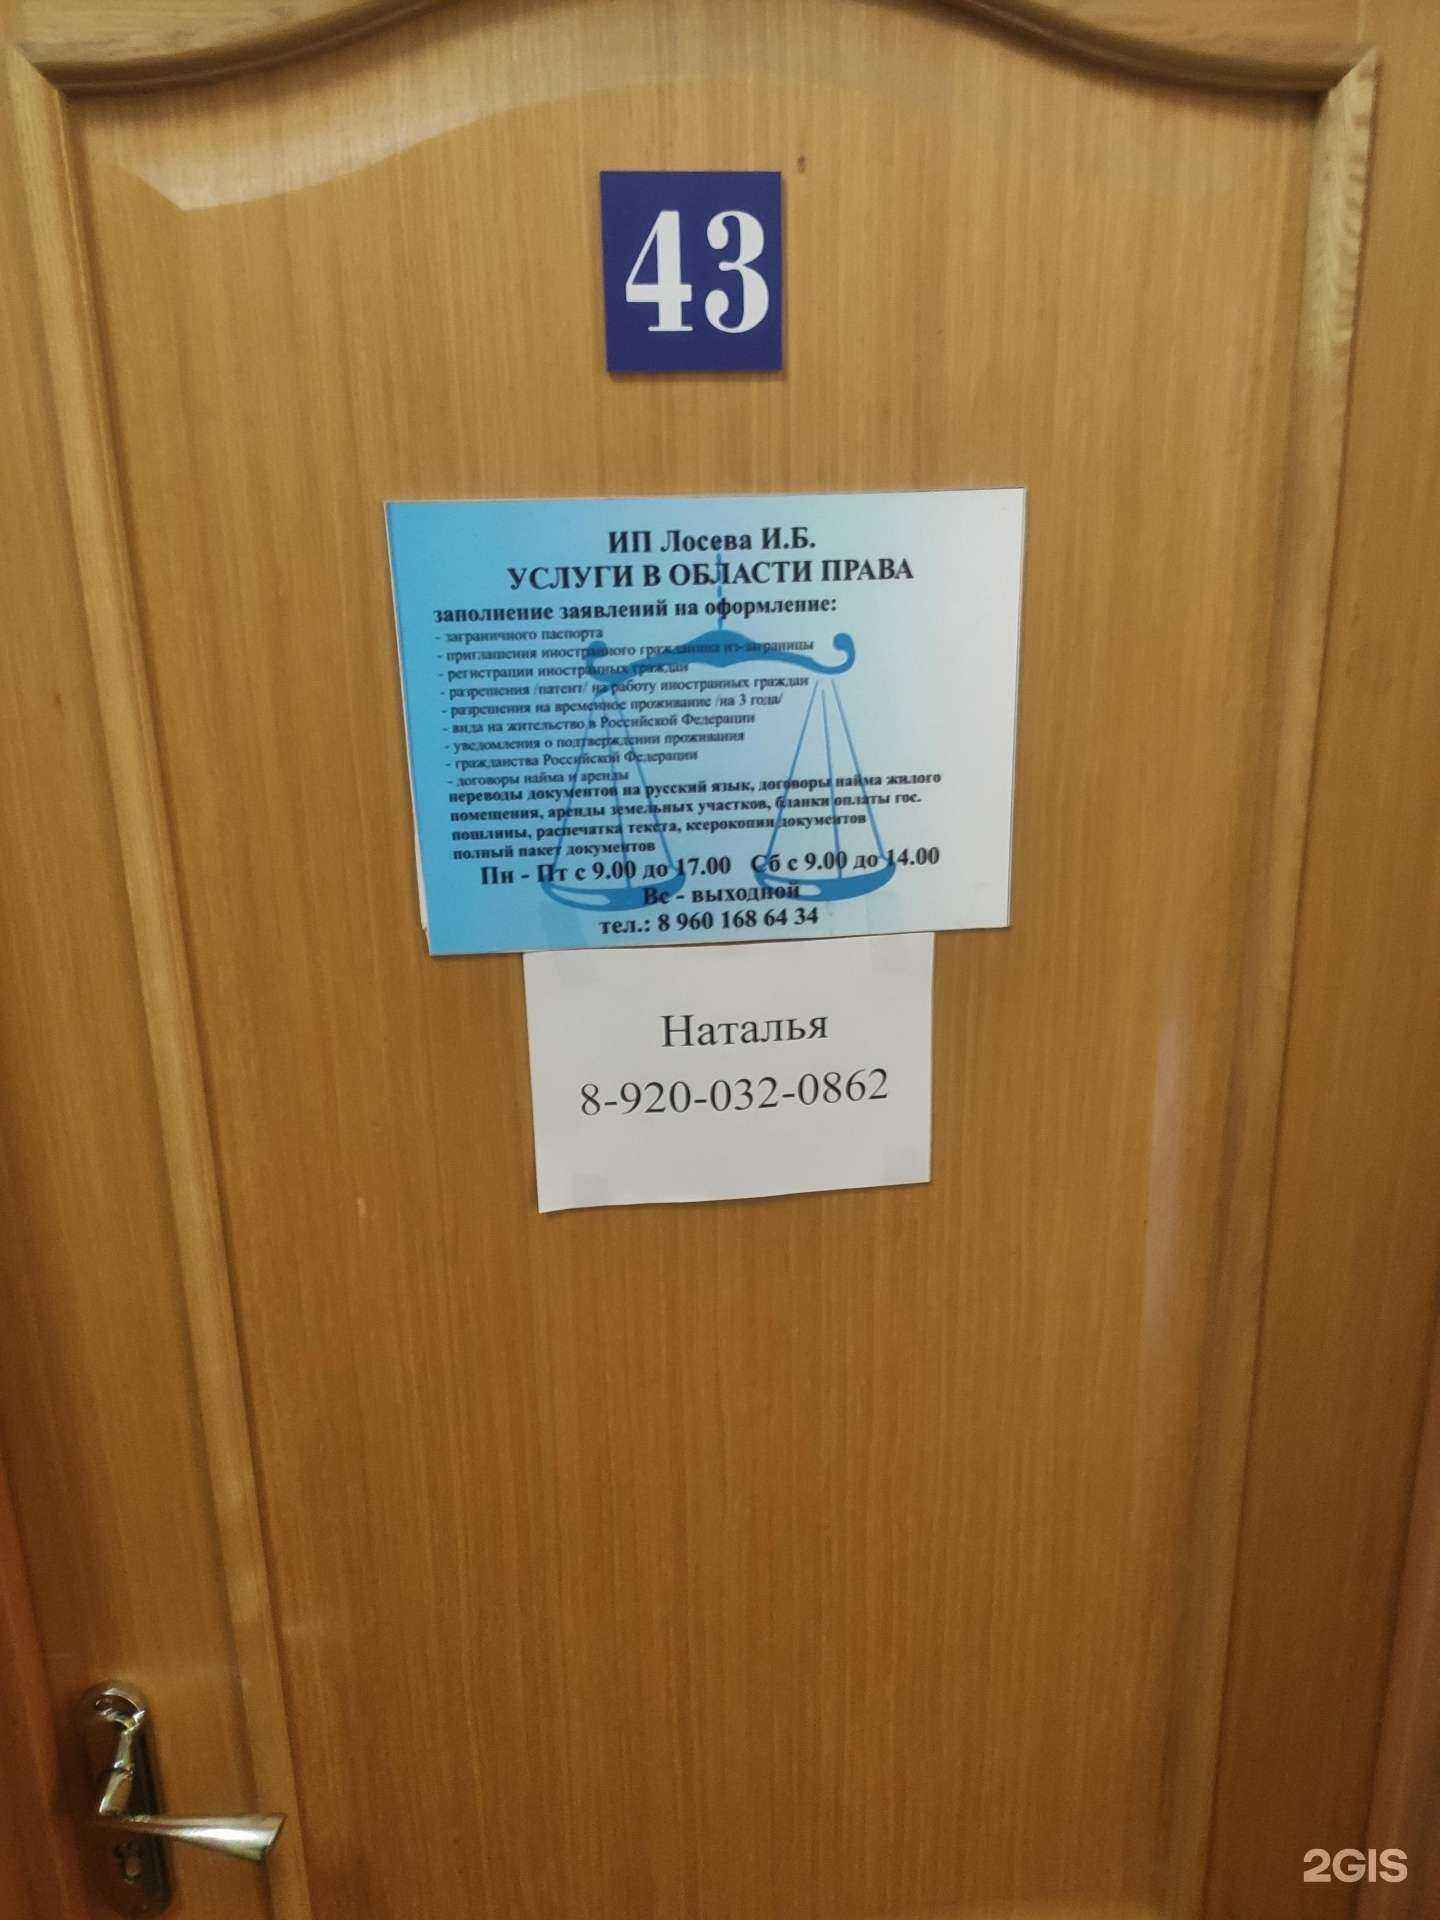 43
ИП Лосева И.Б.
УСЛУГИ В ОБЛАСТИ ПРАВА
заполнение заявлений на оформление:
- заграничного паспорта
- приглашения иностранного гражданина из-заграницы
- регистрации иностранных граждан
- разрешения /патент/ на работу иностранных граждан
- разрешения на временное проживание /на 3 года/
- вида на жительство в Российской Федерации
- уведомления о подтверждении проживания
- гражданства Российской Федерации
- договоры найма и аренды
переводы документов на русский язык, договоры найма жилого
помещения, аренды земельных участков, бланки оплаты гос.
пошлины, распечатка текста, ксерокопии документов
полный пакет документов
Пн - Пт с 9.00 до 17.00 Сб с 9.00 до 14.00
Вс - выходной
тел.: 8 960 168 64 34
Наталья
8-920-032-0862
2GIS